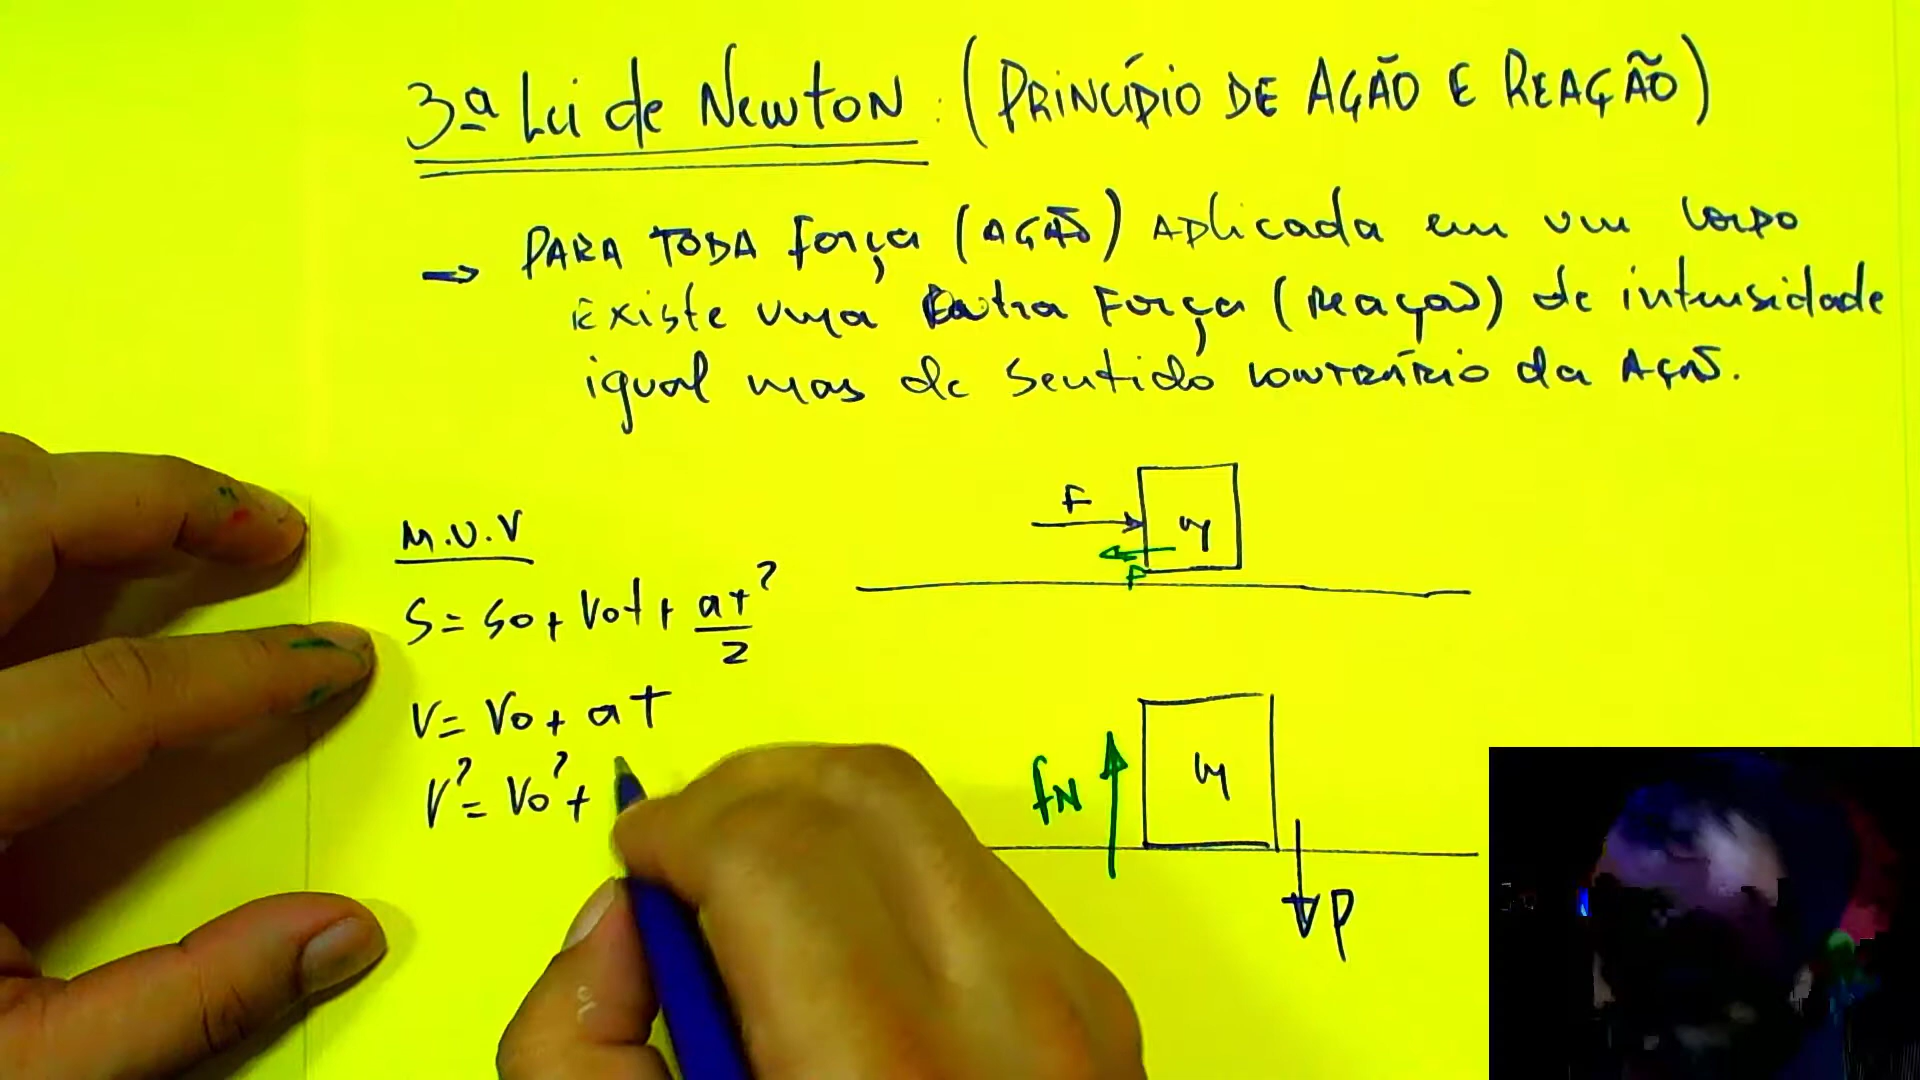 3ª Lei de Newton: (PRINCÍPIO DE AÇÃO E REAÇÃO)
→ PARA TODA força (AÇÃO) APlicada em um corpo
Existe uma outra Força (reação) de intensidade
igual mas de sentido contrário da Ação.
M.U.V
S = So + Vot + at²/2
V = Vo + at
V² = Vo² +
F
m
F
fN
m
P